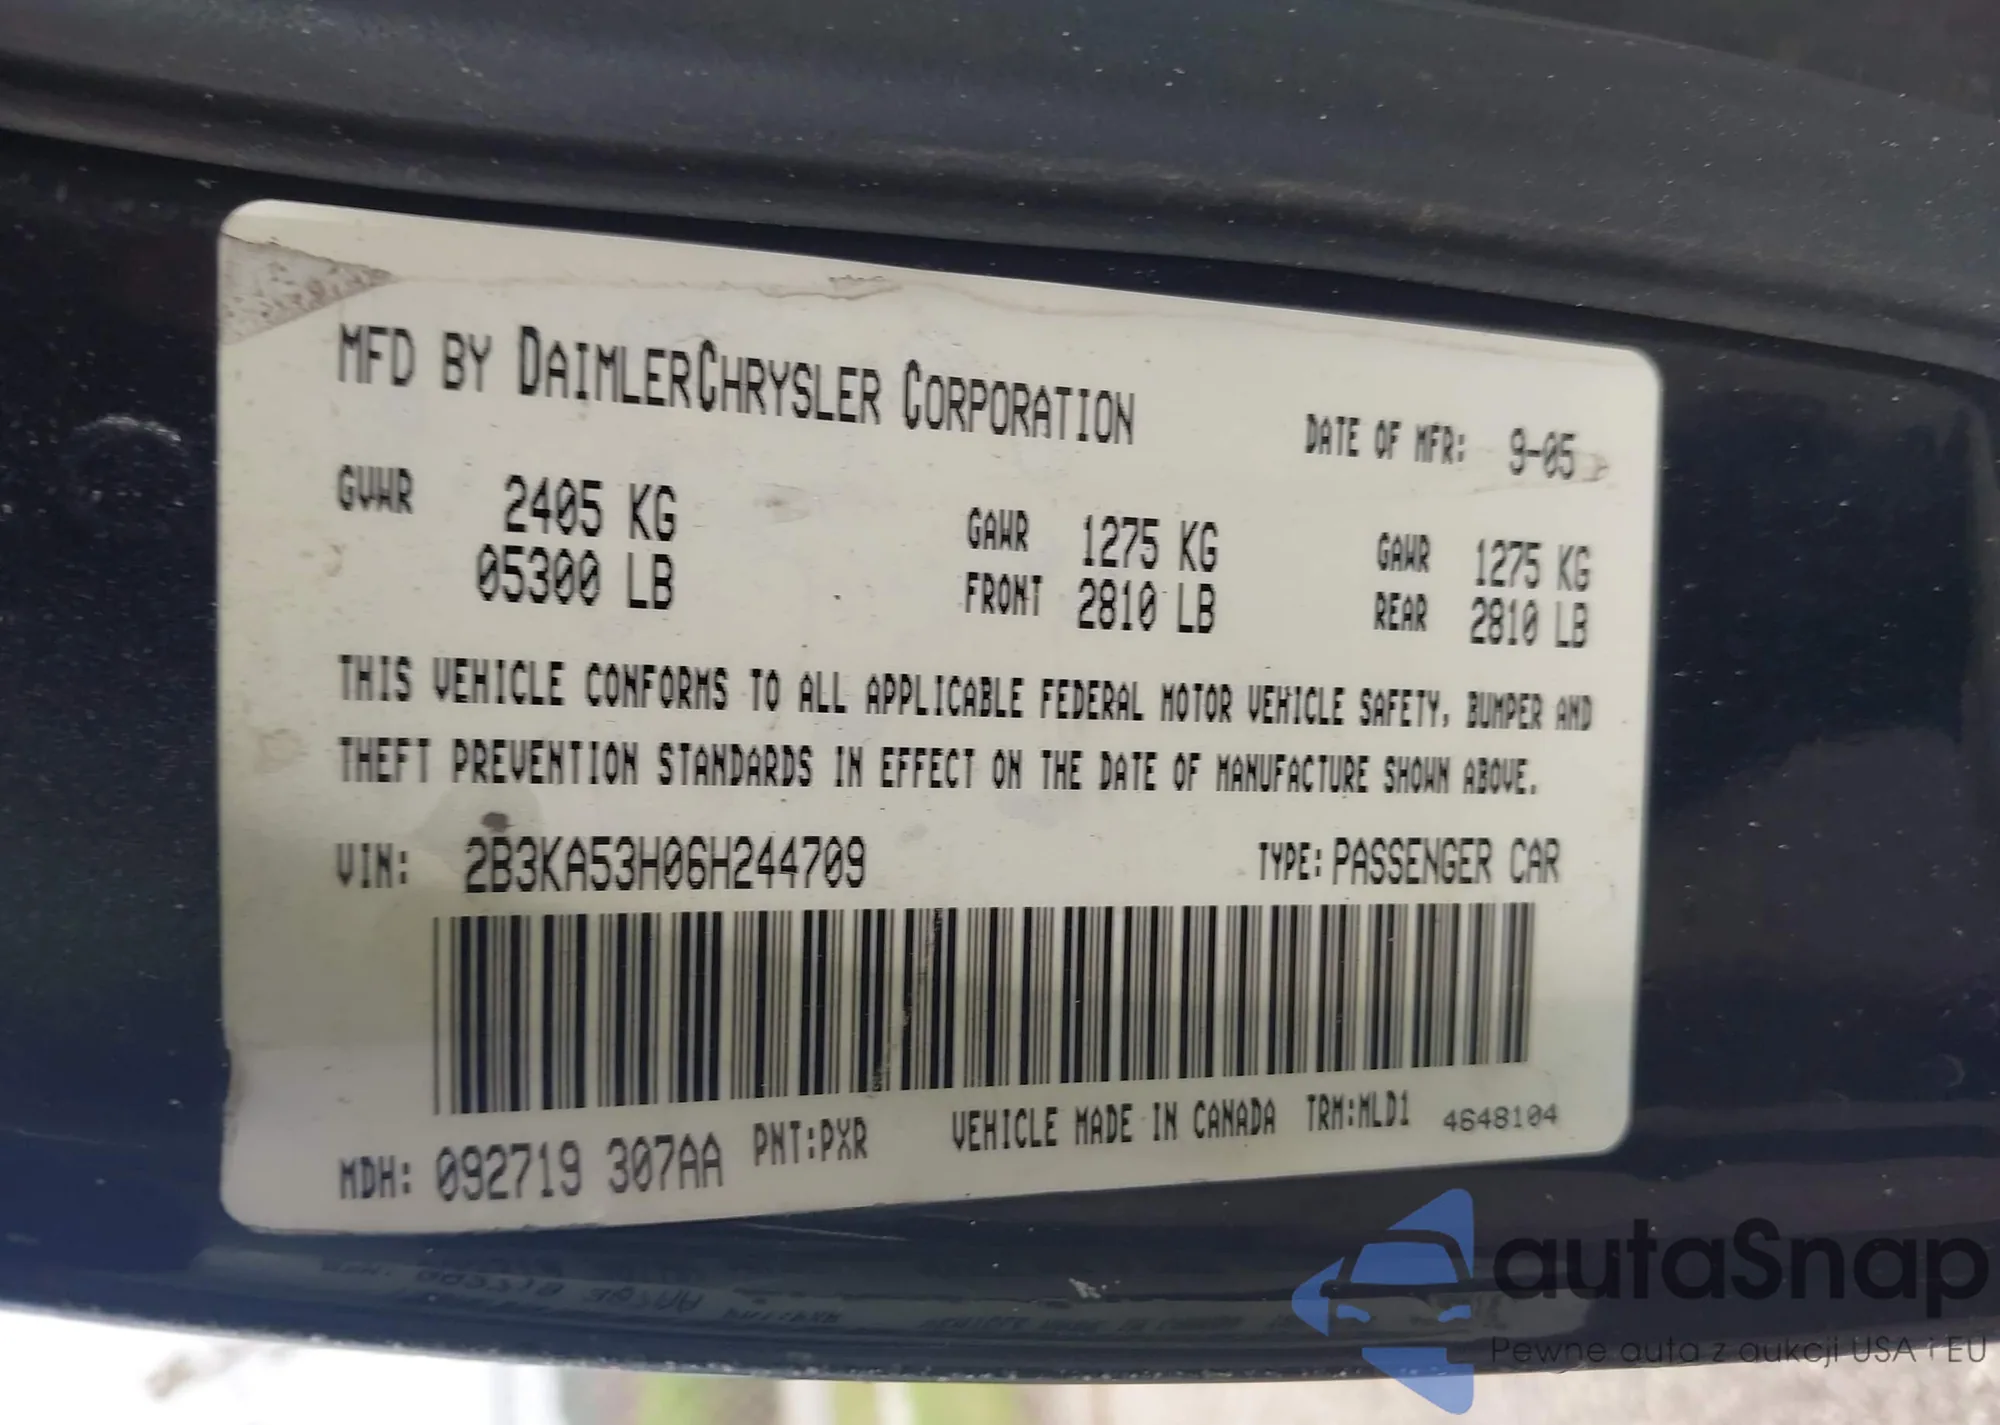 MFD BY DAIMLERCHRYSLER CORPORATION
DATE OF MFR: 9-05
GVWR 2405 KG
05300 LB
GAWR 1275 KG
FRONT 2810 LB
GAWR 1275 KG
REAR 2810 LB
THIS VEHICLE CONFORMS TO ALL APPLICABLE FEDERAL MOTOR VEHICLE SAFETY, BUMPER AND
THEFT PREVENTION STANDARDS IN EFFECT ON THE DATE OF MANUFACTURE SHOWN ABOVE.
VIN: 2B3KA53H06H244709 TYPE: PASSENGER CAR
MDH: 092719 307AA PNT:PXR VEHICLE MADE IN CANADA TRM:MLD1 4648104
autaSnap
Pewne auta z aukcji USA i EU